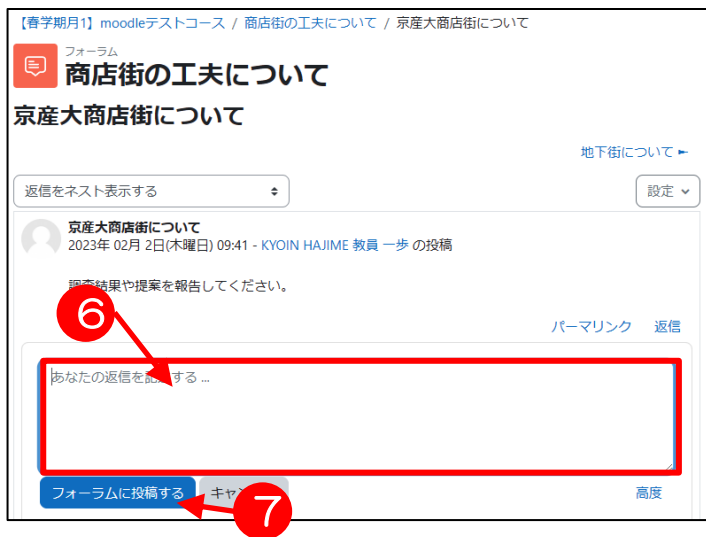 【春学期月1】moodleテストコース / 商店街の工夫について / 京産大商店街について
フォーラム
商店街の工夫について
京産大商店街について
地下街について ►
返信をネスト表示する
設定
京産大商店街について
2023年 02月 2日(木曜日) 09:41 - KYOIN HAJIME 教員 一歩 の投稿
調査結果や提案を報告してください。
6
パーマリンク 返信
あなたの返信を記述する ...
フォーラムに投稿する
高度
7